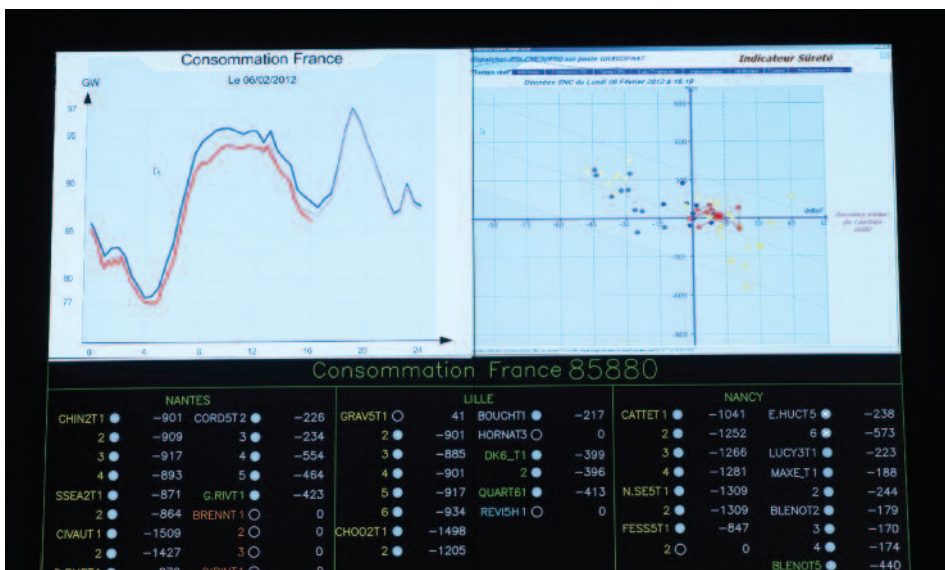 Consommation France
Le 06/02/2012
GW
97
95
90
85
80
77
0
4
8
12
16
20
24
Indicateur Sûreté
deltaF
Consommation France 85880
NANTES
CHIN2T1 -901 CORD5T2 -226
2 -909 3 -234
3 -917 4 -554
4 -893 5 -464
SSEA2T1 -871 G.RIVT1 -423
2 -864 BRENNT1 0
CIVAUT1 -1509 2 0
2 -1427 3 0
LILLE
GRAV5T1 41 BOUCHT1 -217
2 -901 HORNAT3 0
3 -885 DK6_T1 -399
4 -901 2 -396
5 -917 QUART61 -413
6 -934 REVI5H1 0
CHOO2T1 -1498
2 -1205
NANCY
CATTET1 -1041 E.HUCT5 -238
2 -1252 6 -573
3 -1266 LUCY3T1 -223
4 -1281 MAXE_T1 -188
N.SE5T1 -1309 2 -244
2 -1309 BLENOT2 -179
FESS5T1 -847 3 -170
2 0 4 -174
BLENOT5 -440